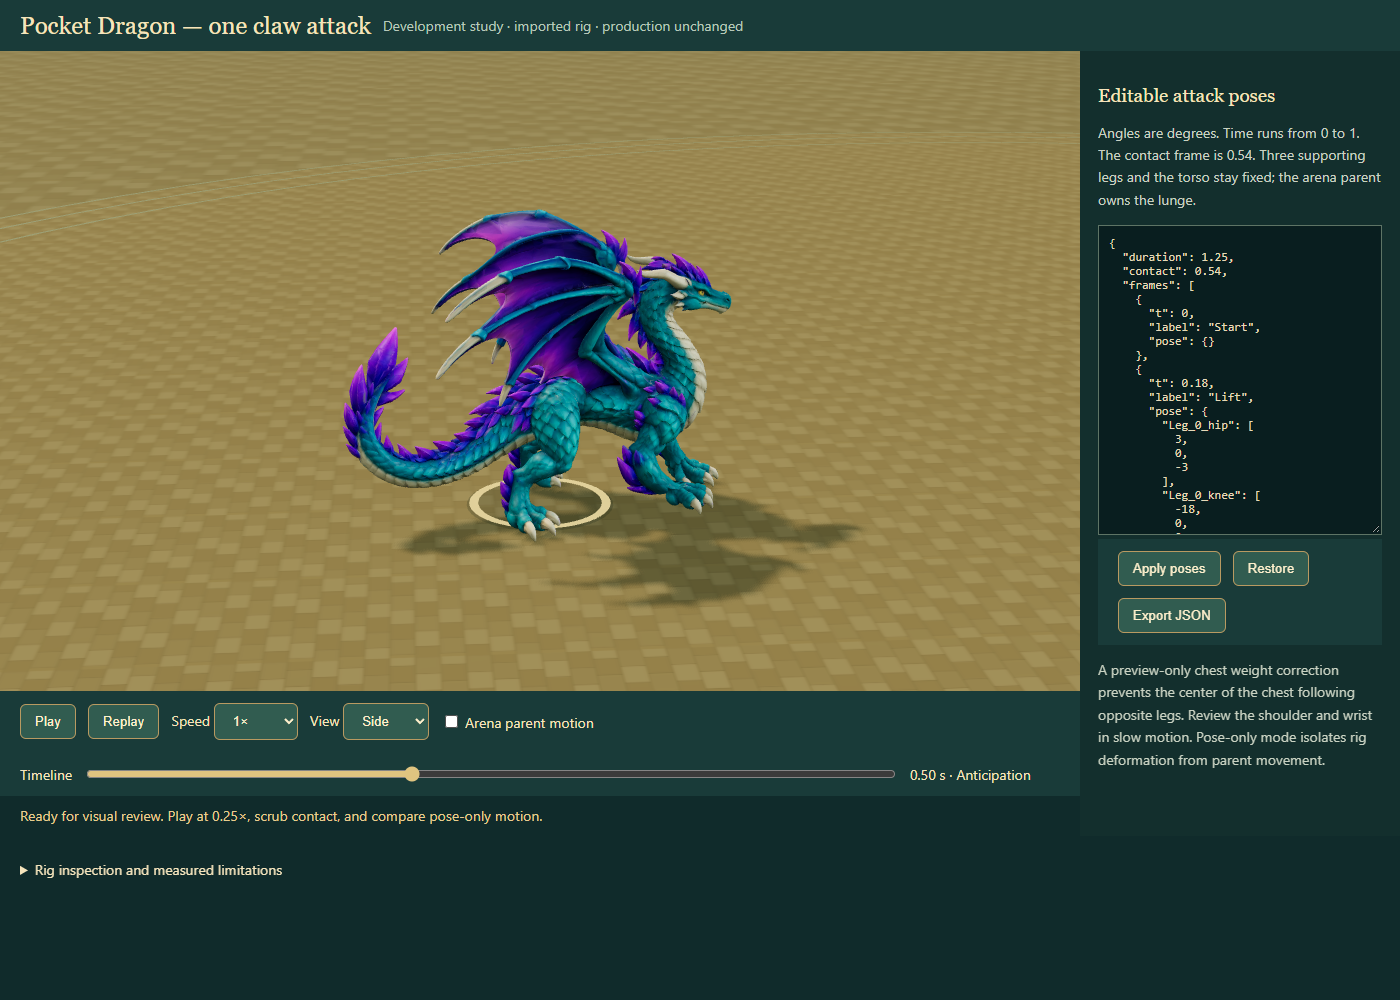 Pocket Dragon — one claw attack Development study · imported rig · production unchanged
Editable attack poses
Angles are degrees. Time runs from 0 to 1.
The contact frame is 0.54. Three supporting
legs and the torso stay fixed; the arena parent
owns the lunge.
{
"duration": 1.25,
"contact": 0.54,
"frames": [
{
"t": 0,
"label": "Start",
"pose": {}
},
{
"t": 0.18,
"label": "Lift",
"pose": {
"Leg_0_hip": [
3,
0,
-3
],
"Leg_0_knee": [
-18,
0,
Apply poses Restore
Export JSON
A preview-only chest weight correction
prevents the center of the chest following
opposite legs. Review the shoulder and wrist
in slow motion. Pose-only mode isolates rig
deformation from parent movement.
Play Replay Speed 1× View Side Arena parent motion
Timeline 0.50 s · Anticipation
Ready for visual review. Play at 0.25×, scrub contact, and compare pose-only motion.
Rig inspection and measured limitations